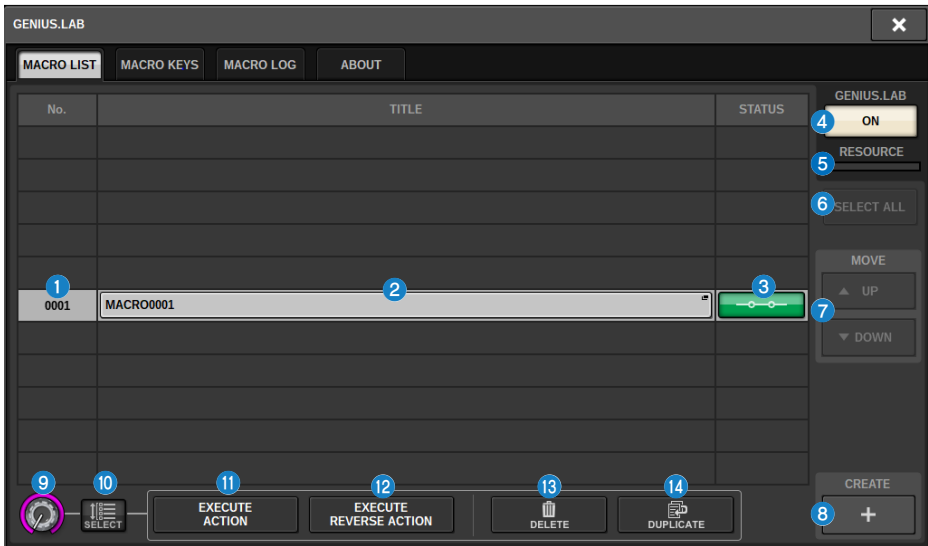 GENIUS.LAB
MACRO LIST
MACRO KEYS
MACRO LOG
ABOUT
No.
TITLE
STATUS
GENIUS.LAB
4
ON
RESOURCE
5
6
SELECT ALL
MOVE
1
2
3
0001
MACRO0001
UP
7
DOWN
9
10
11
12
13
14
CREATE
SELECT
EXECUTE
ACTION
EXECUTE
REVERSE ACTION
DELETE
DUPLICATE
8
+